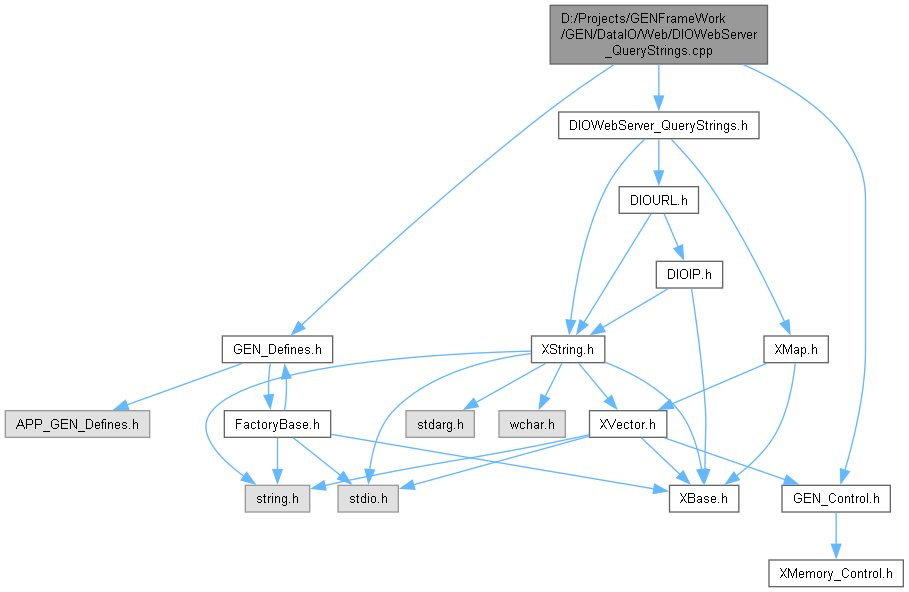 D:/Projects/GENFrameWork
/GEN/DataIO/Web/DIOWebServer
_QueryStrings.cpp
DIOWebServer_QueryStrings.h
DIOURL.h
DIOIP.h
GEN_Defines.h
XString.h
XMap.h
APP_GEN_Defines.h
FactoryBase.h
stdarg.h
wchar.h
XVector.h
string.h
stdio.h
XBase.h
GEN_Control.h
XMemory_Control.h